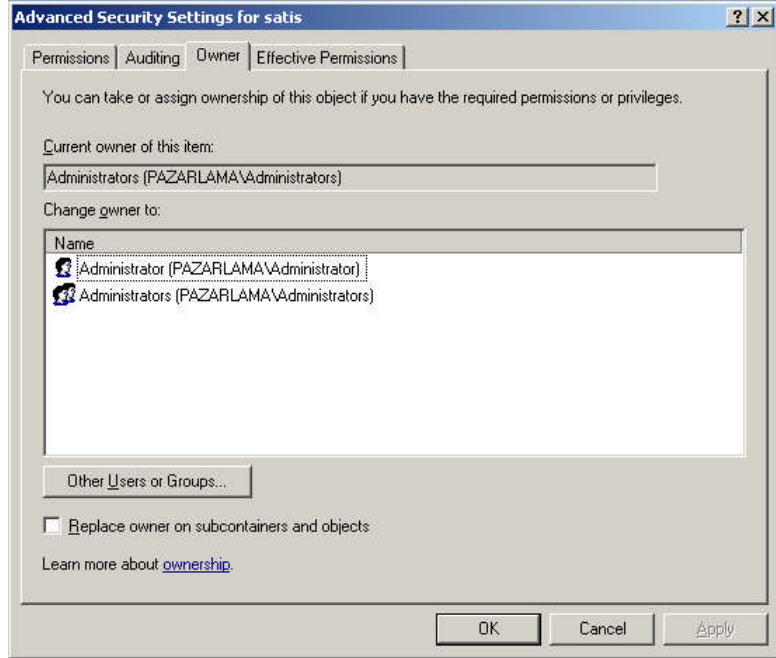 Advanced Security Settings for satis
Permissions Auditing Owner Effective Permissions
You can take or assign ownership of this object if you have the required permissions or privileges.
Current owner of this item:
Administrators (PAZARLAMA\Administrators)
Change owner to:
Name
Administrator (PAZARLAMA\Administrator)
Administrators (PAZARLAMA\Administrators)
Other Users or Groups...
Replace owner on subcontainers and objects
Learn more about ownership.
OK Cancel Apply